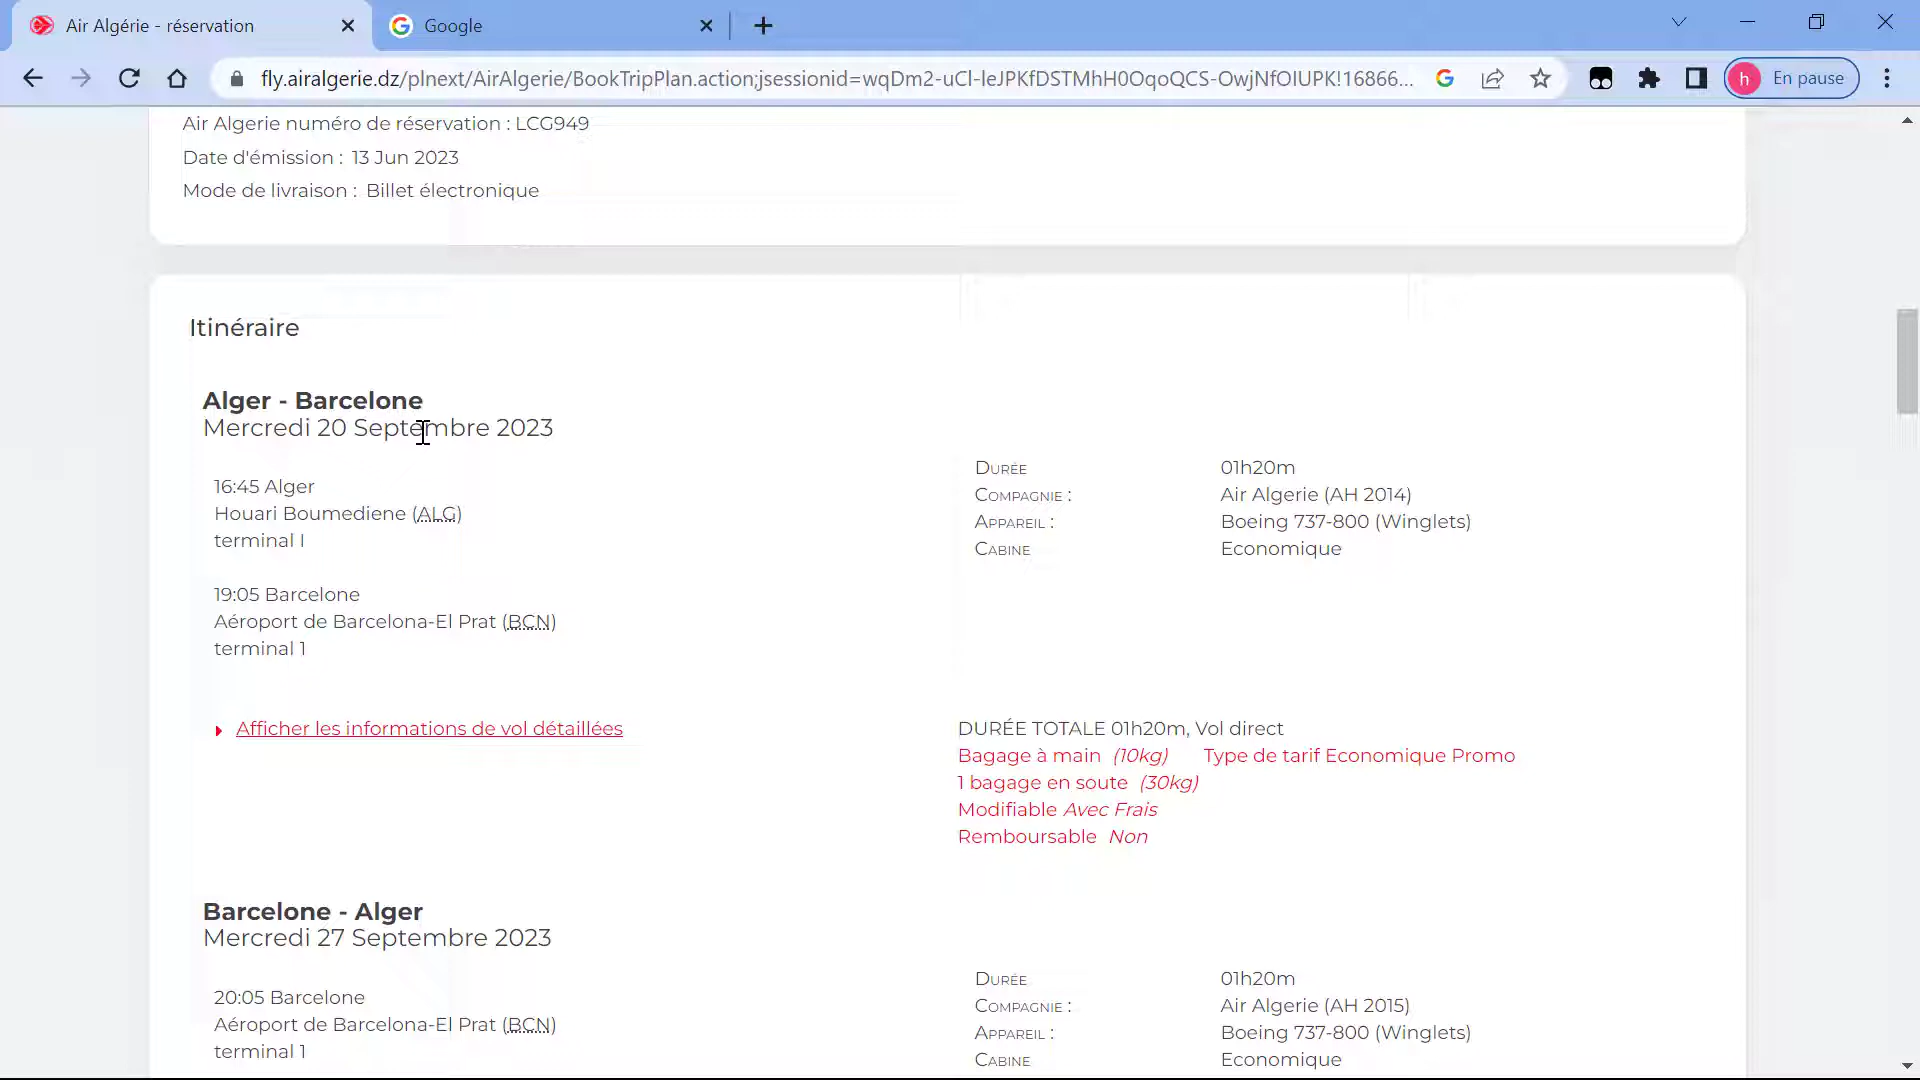 Air Algérie - réservation
Google
fly.airalgerie.dz/plnext/AirAlgerie/BookTripPlan.action;jsessionid=wqDm2-uCl-leJPKfDSTMhH0OqoQCS-OwjNfOIUPK!16866...
h En pause
Air Algerie numéro de réservation : LCG949
Date d'émission : 13 Jun 2023
Mode de livraison : Billet électronique
Itinéraire
Alger - Barcelone
Mercredi 20 Septembre 2023
16:45 Alger
Houari Boumediene (ALG)
terminal I
19:05 Barcelone
Aéroport de Barcelona-El Prat (BCN)
terminal 1
Durée 01h20m
Compagnie : Air Algerie (AH 2014)
Appareil : Boeing 737-800 (Winglets)
Cabine Economique
Afficher les informations de vol détaillées
DURÉE TOTALE 01h20m, Vol direct
Bagage à main (10kg) Type de tarif Economique Promo
1 bagage en soute (30kg)
Modifiable Avec Frais
Remboursable Non
Barcelone - Alger
Mercredi 27 Septembre 2023
20:05 Barcelone
Aéroport de Barcelona-El Prat (BCN)
terminal 1
Durée 01h20m
Compagnie : Air Algerie (AH 2015)
Appareil : Boeing 737-800 (Winglets)
Cabine Economique